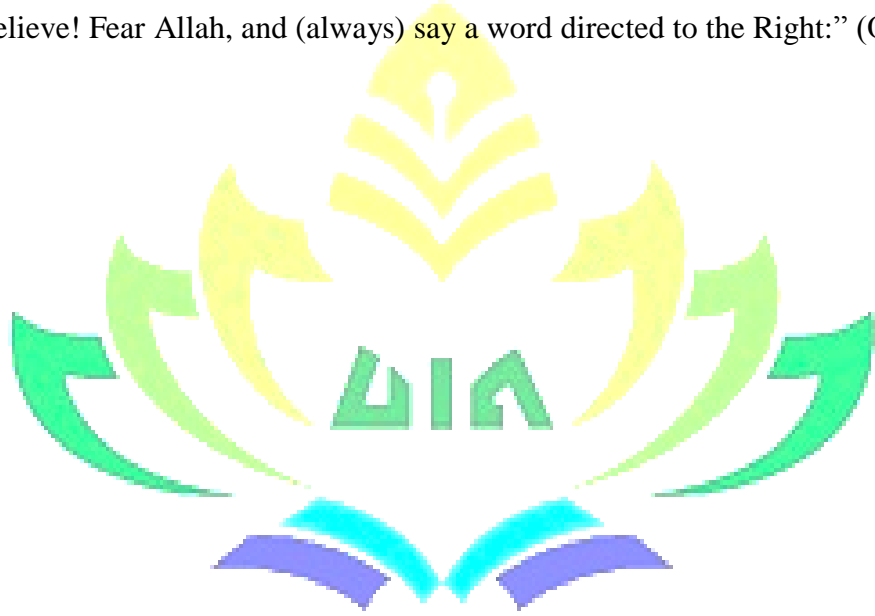 elieve! Fear Allah, and (always) say a word directed to the Right:” (
UIN